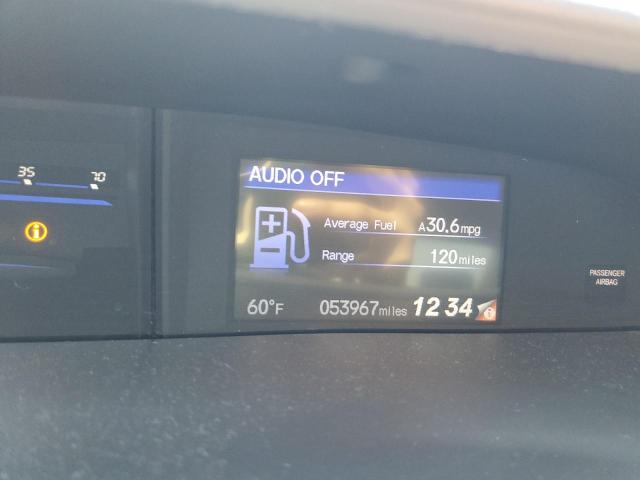 35 70
AUDIO OFF
Average Fuel A30.6mpg
Range 120miles
60°F 053967miles 12 34
PASSENGER
AIRBAG